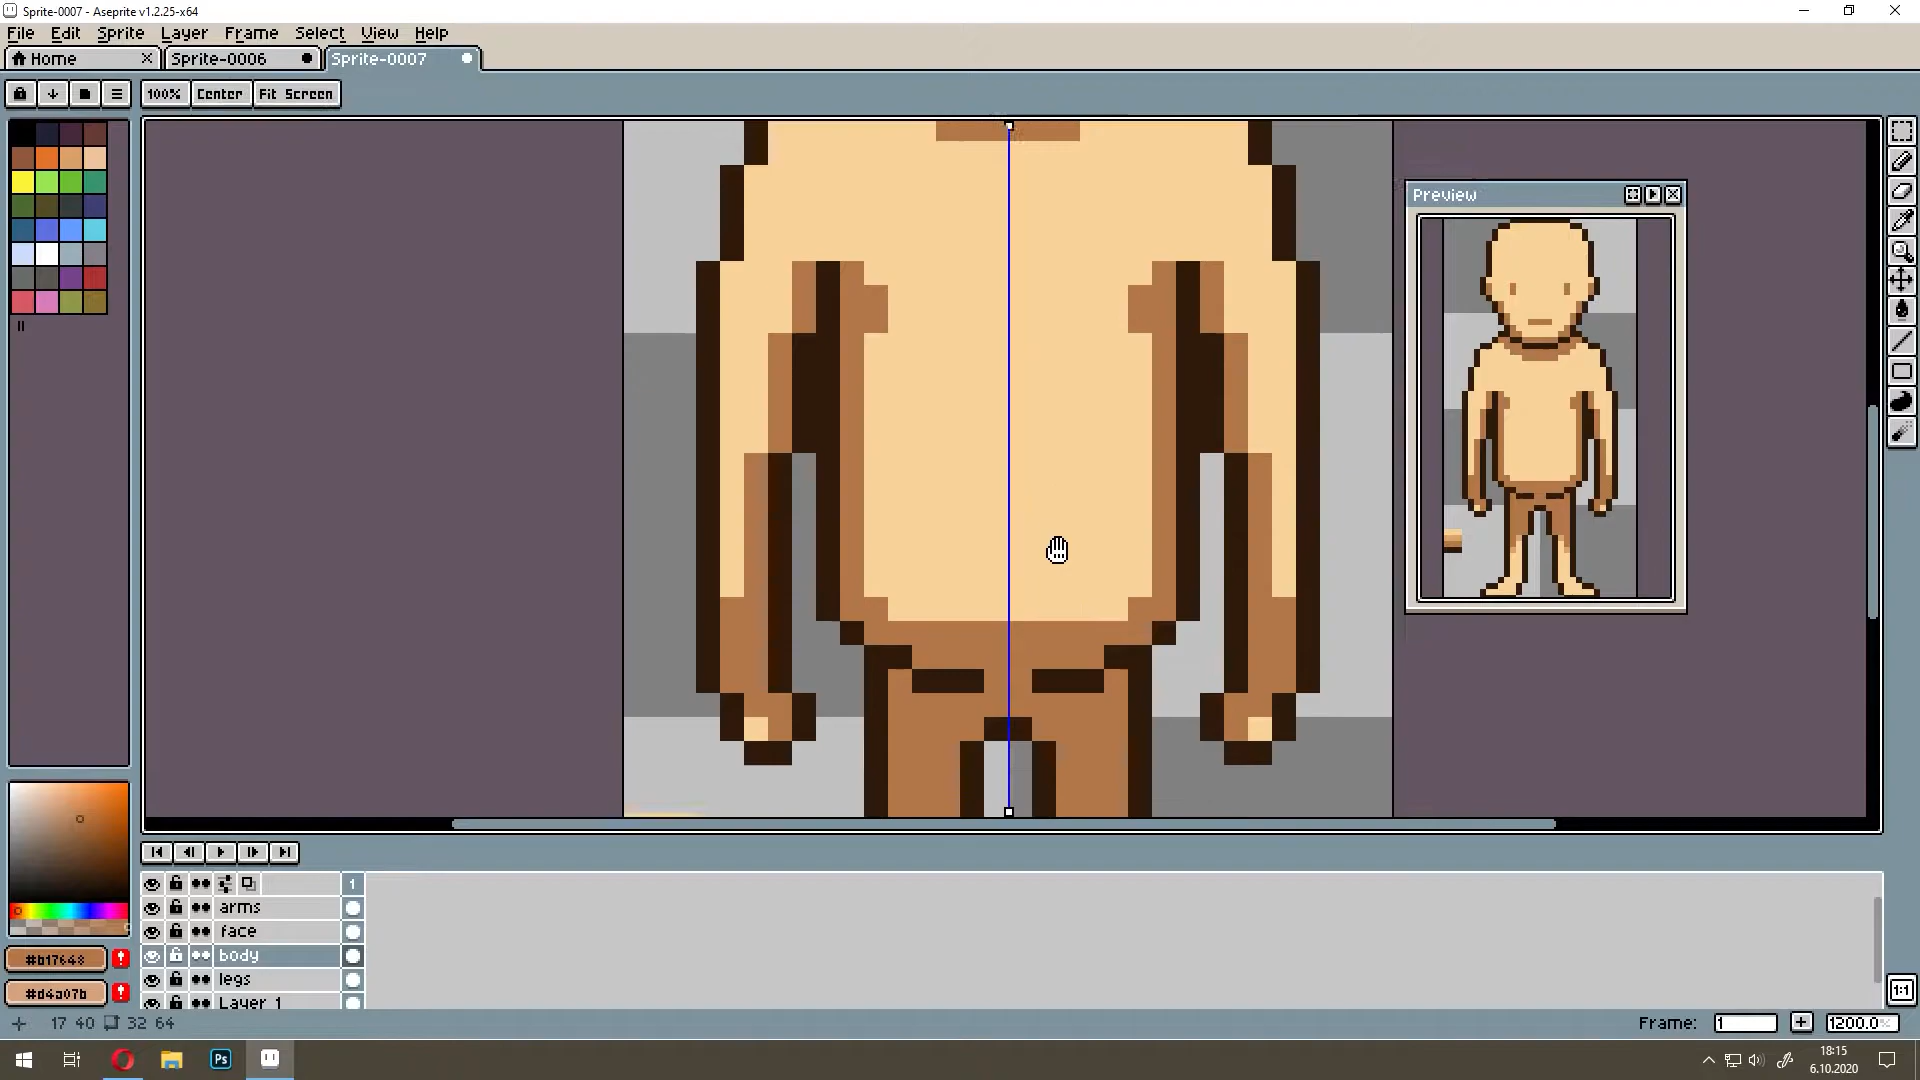 Sprite-0007 - Aseprite v1.2.25-x64
File Edit Sprite Layer Frame Select View Help
Home Sprite-0006 Sprite-0007
100% Center Fit Screen
Preview
1
arms
face
body
#b17648
legs
#d4a07b
Layer 1
1:1
17 40 32 64
Frame: 1 1200.0%
Ps
18:15
6.10.2020